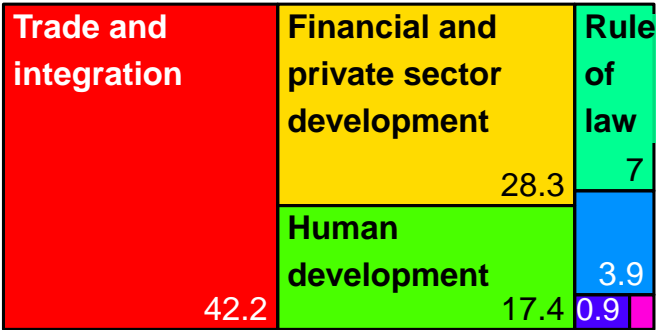 Trade and
integration
42.2
Financial and
private sector
development
28.3
Human
development
17.4
Rule
of
law
7
3.9
0.9